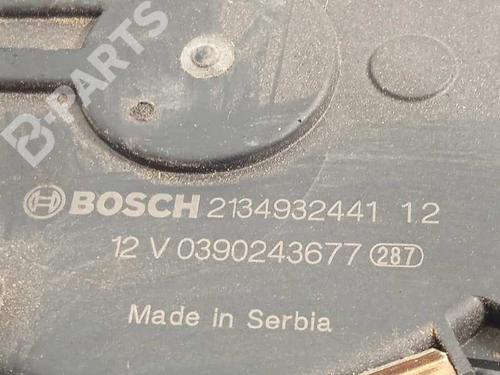 B-PARTS
BOSCH 2134932441 1.2
12 V 0390243677 287
Made in Serbia